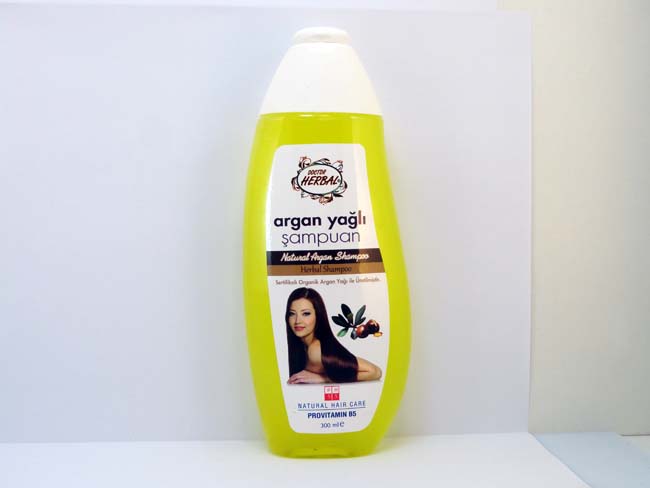 DOCTOR
HERBAL
argan yağlı
şampuan
Natural Argan Shampoo
Herbal Shampoo
Sertifikalı Organik Argan Yağı ile Üretilmiştir.
NATURAL HAIR CARE
PROVITAMIN B5
300 ml e